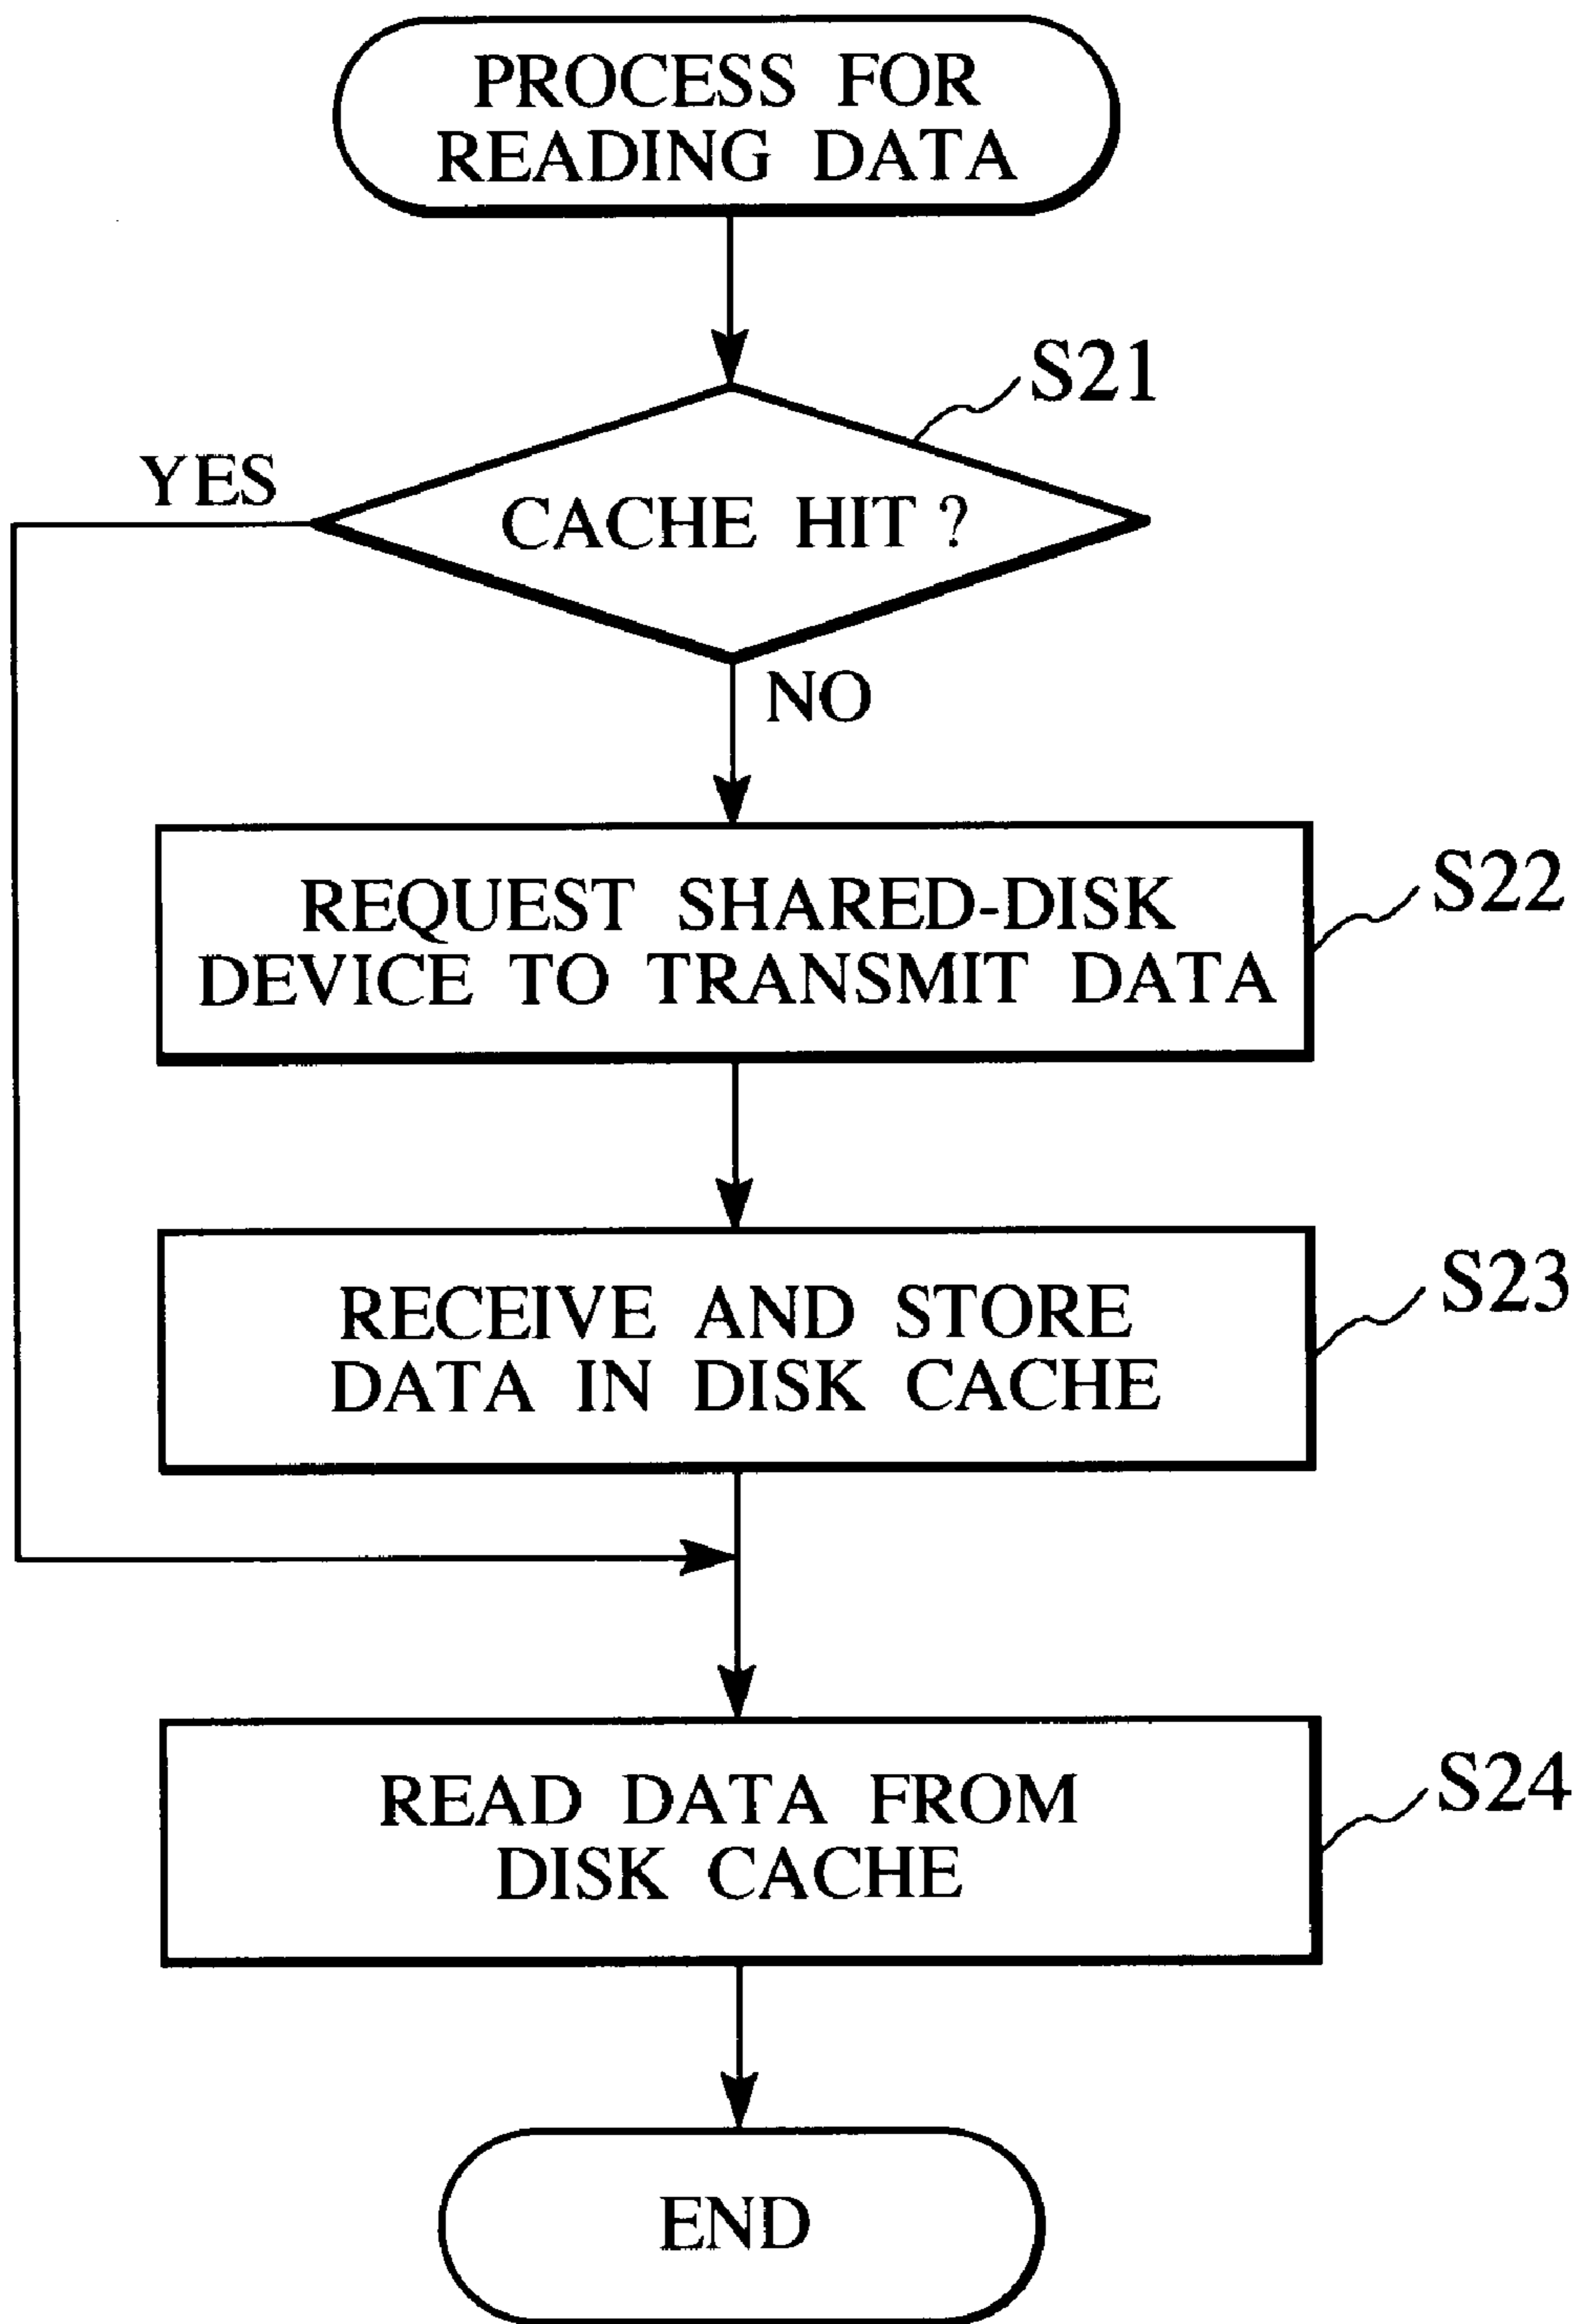 PROCESS FOR
READING DATA
S21
YES
CACHE HIT ?
NO
S22
REQUEST SHARED-DISK
DEVICE TO TRANSMIT DATA
S23
RECEIVE AND STORE
DATA IN DISK CACHE
S24
READ DATA FROM
DISK CACHE
END